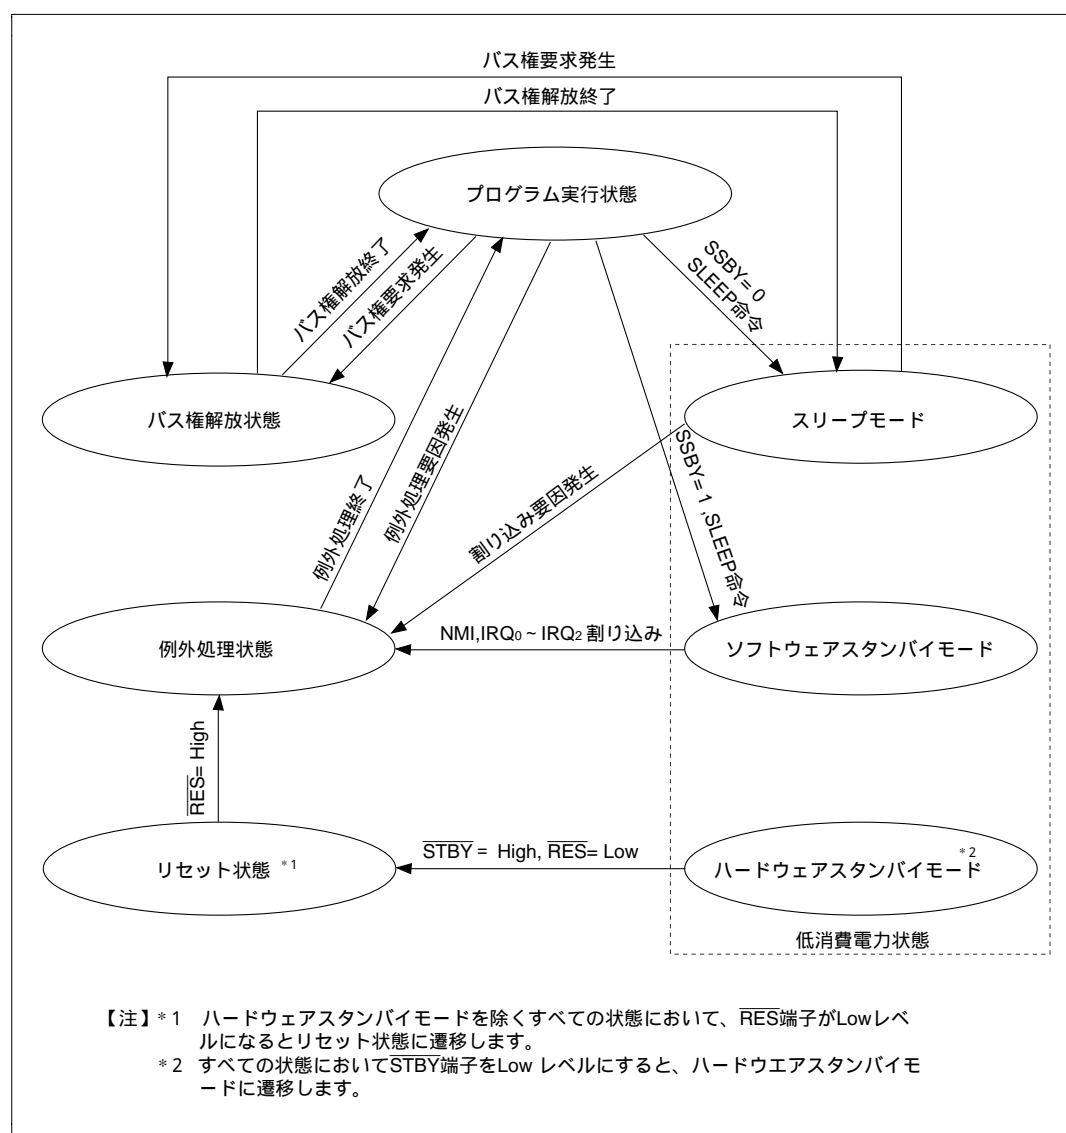 バス権要求発生
バス権解放終了
プログラム実行状態
バス権解放終了
バス権要求発生
SSBY= 0
SLEEP命令
バス権解放状態
スリープモード
例外処理終了
例外処理要因発生
割り込み要因発生
SSBY= 1 ,SLEEP命令
例外処理状態
NMI,IRQ₀ ~ IRQ₂ 割り込み
ソフトウェアスタンバイモード
R̅E̅S̅= High
リセット状態 *1
S̅T̅B̅Y̅ = High, R̅E̅S̅= Low
ハードウェアスタンバイモード *2
低消費電力状態
【注】*1 ハードウェアスタンバイモードを除くすべての状態において、R̅E̅S̅端子がLowレベ
ルになるとリセット状態に遷移します。
*2 すべての状態においてS̅T̅B̅Y̅端子をLow レベルにすると、ハードウエアスタンバイモ
ードに遷移します。